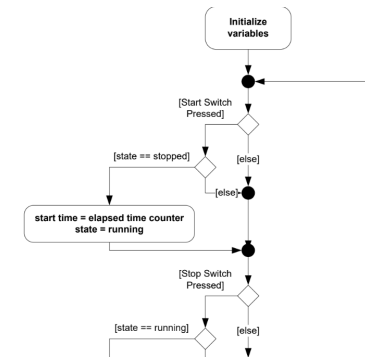 Initialize
variables
[Start Switch
Pressed]
[state == stopped]
[else]
[else]
start time = elapsed time counter
state = running
[Stop Switch
Pressed]
[state == running]
[else]